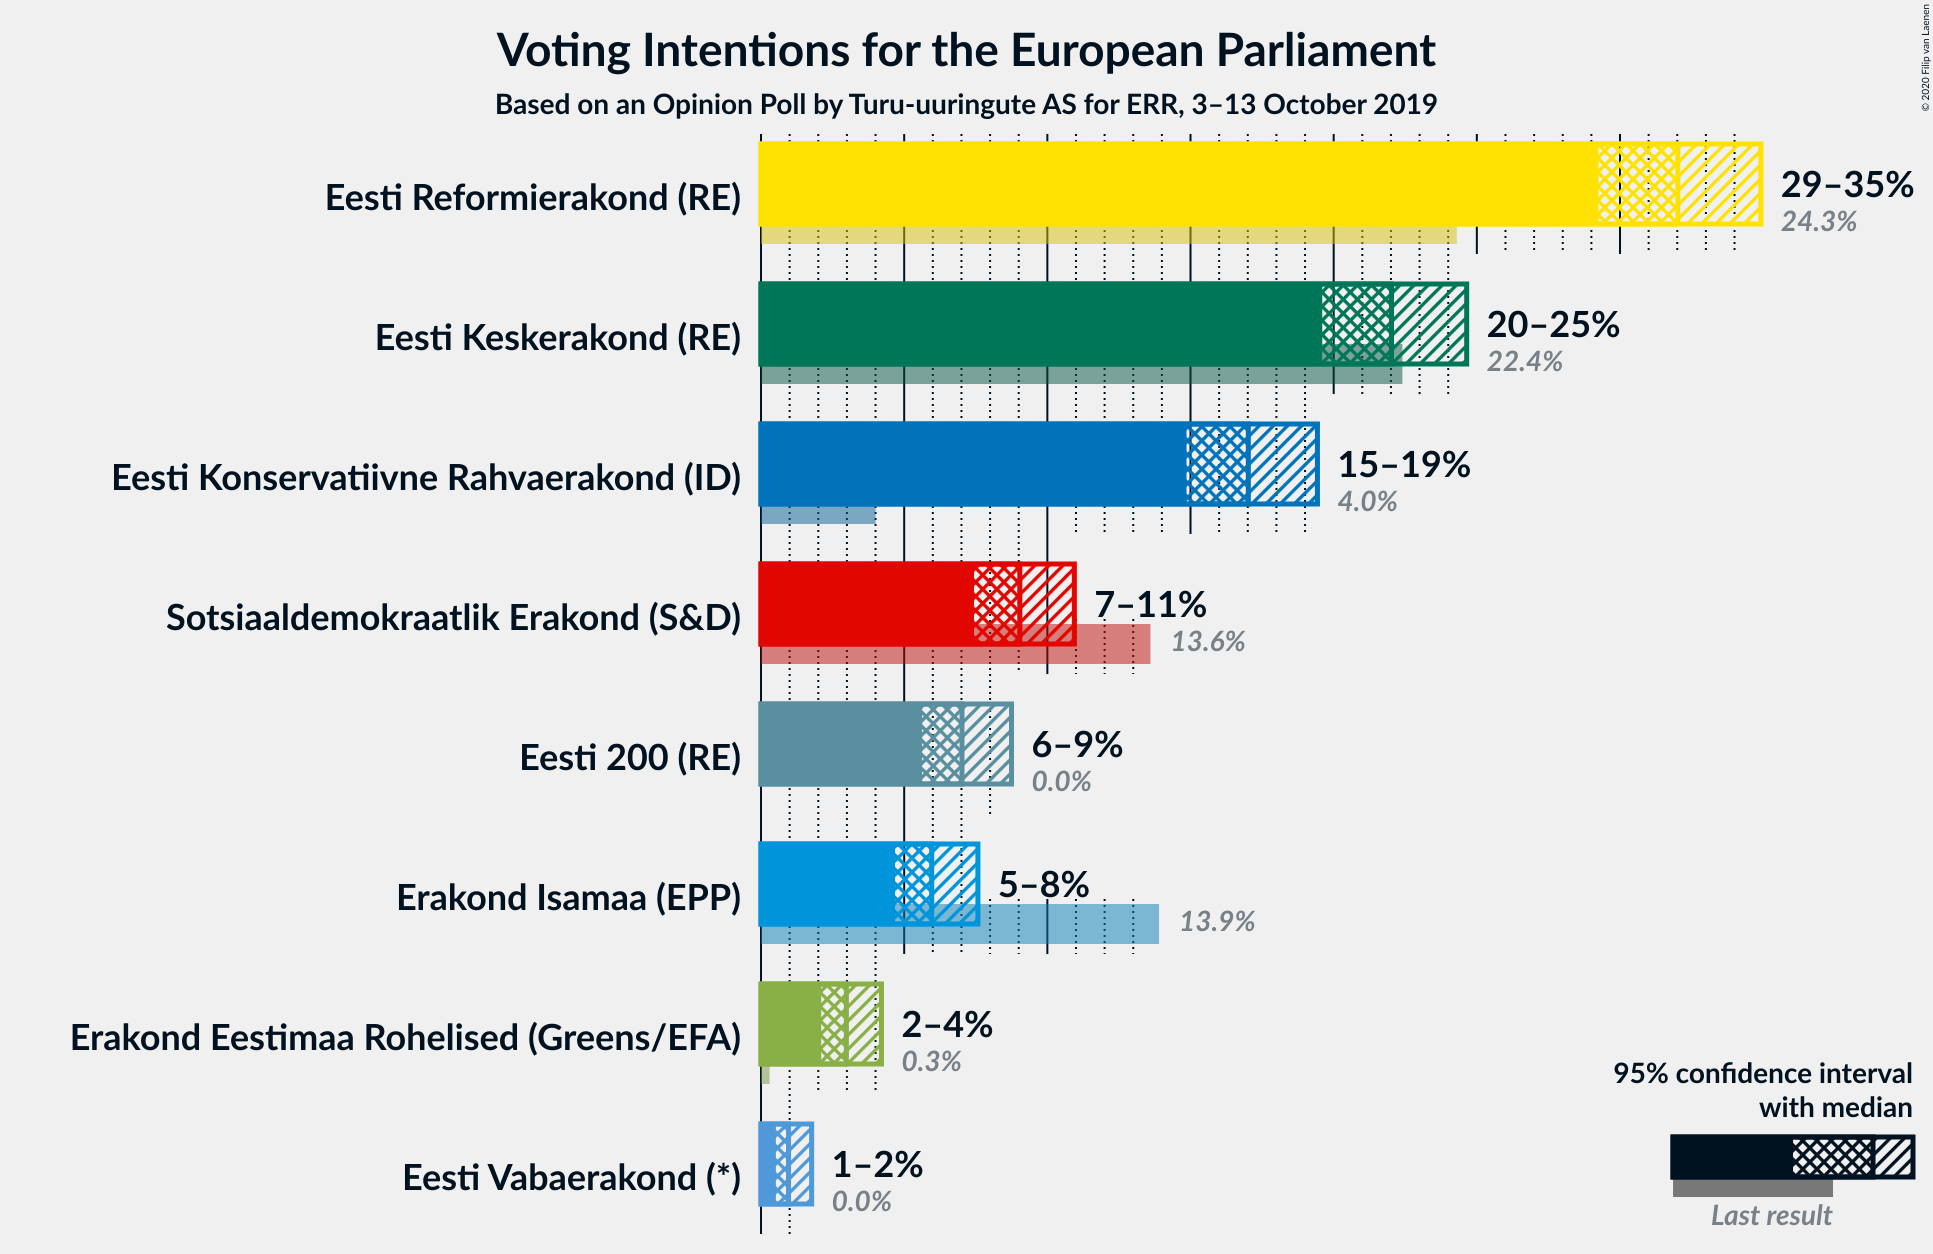 Voting Intentions for the European Parliament
Based on an Opinion Poll by Turu-uuringute AS for ERR, 3–13 October 2019
© 2020 Filip van Laenen
Eesti Reformierakond (RE)
29–35%
24.3%
Eesti Keskerakond (RE)
20–25%
22.4%
Eesti Konservatiivne Rahvaerakond (ID)
15–19%
4.0%
Sotsiaaldemokraatlik Erakond (S&D)
7–11%
13.6%
Eesti 200 (RE)
6–9%
0.0%
Erakond Isamaa (EPP)
5–8%
13.9%
Erakond Eestimaa Rohelised (Greens/EFA)
2–4%
0.3%
Eesti Vabaerakond (*)
1–2%
0.0%
95% confidence interval
with median
Last result